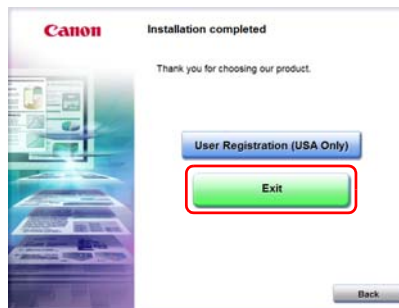 Canon
Installation completed
Thank you for choosing our product.
User Registration (USA Only)
Exit
Back